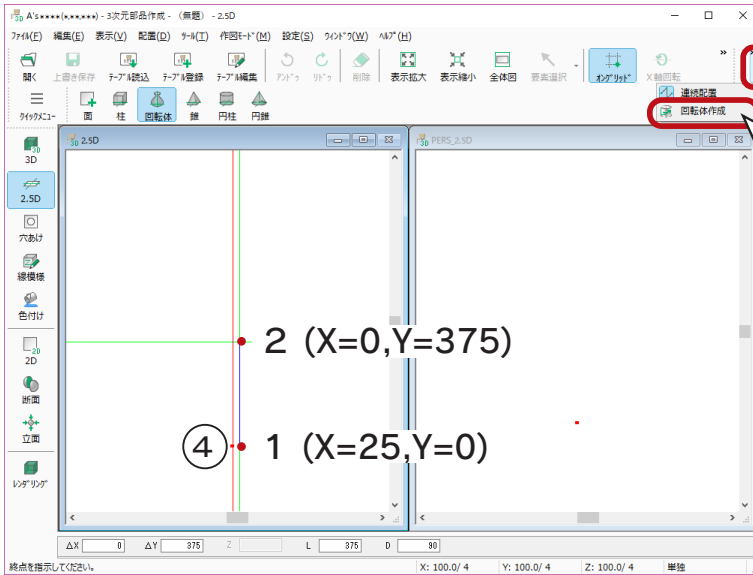 A's★★★★(★,★★,★★★) - 3次元部品作成 - （無題） - 2.5D
ﾌｧｲﾙ(F) 編集(E) 表示(V) 配置(D) ﾂｰﾙ(T) 作図ﾓｰﾄﾞ(M) 設定(S) ｳｨﾝﾄﾞｳ(W) ﾍﾙﾌﾟ(H)
開く 上書き保存 ﾃｰﾌﾞﾙ読込 ﾃｰﾌﾞﾙ登録 ﾃｰﾌﾞﾙ編集 ｱﾝﾄﾞｩ ﾘﾄﾞｩ 削除 表示拡大 表示縮小 全体図 要素選択 ｵﾝｸﾞﾘｯﾄﾞ X軸回転 »
連続配置
回転体作成
ｸｲｯｸﾒﾆｭｰ 面 柱 回転体 錐 円柱 円錐
3D
2.5D
穴あけ
線模様
色付け
2D
断面
立面
ﾚﾝﾀﾞﾘﾝｸﾞ
2.5D
PERS_2.5D
2 (X=0,Y=375)
④ 1 (X=25,Y=0)
ΔX 0 ΔY 375 Z L 375 D 90
終点を指示してください。 X: 100.0/ 4 Y: 100.0/ 4 Z: 100.0/ 4 単独